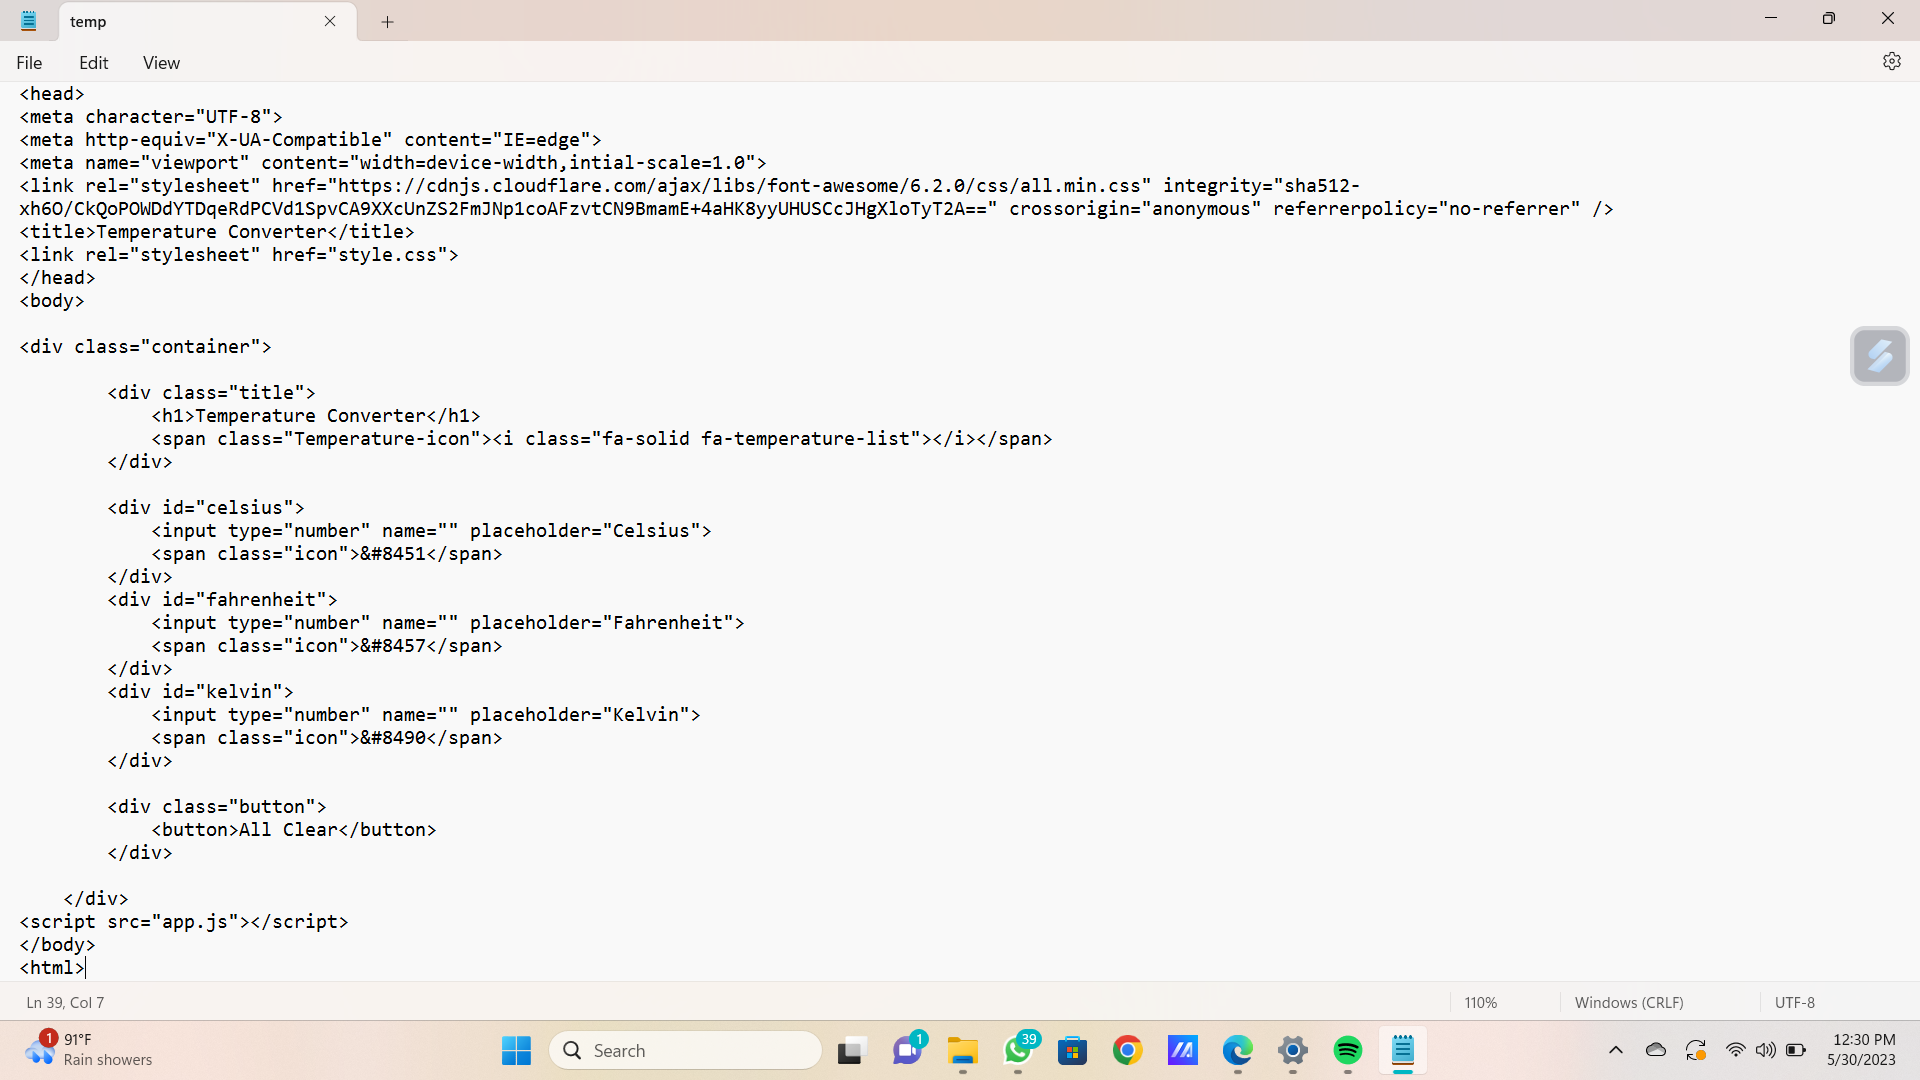 temp
File Edit View
<head>
<meta character="UTF-8">
<meta http-equiv="X-UA-Compatible" content="IE=edge">
<meta name="viewport" content="width=device-width,intial-scale=1.0">
<link rel="stylesheet" href="https://cdnjs.cloudflare.com/ajax/libs/font-awesome/6.2.0/css/all.min.css" integrity="sha512-
xh6O/CkQoPOWDdYTDqeRdPCVd1SpvCA9XXcUnZS2FmJNp1coAFzvtCN9BmamE+4aHK8yyUHUSCcJHgXloTyT2A==" crossorigin="anonymous" referrerpolicy="no-referrer" />
<title>Temperature Converter</title>
<link rel="stylesheet" href="style.css">
</head>
<body>
<div class="container">
<div class="title">
<h1>Temperature Converter</h1>
<span class="Temperature-icon"><i class="fa-solid fa-temperature-list"></i></span>
</div>
<div id="celsius">
<input type="number" name="" placeholder="Celsius">
<span class="icon">&#8451</span>
</div>
<div id="fahrenheit">
<input type="number" name="" placeholder="Fahrenheit">
<span class="icon">&#8457</span>
</div>
<div id="kelvin">
<input type="number" name="" placeholder="Kelvin">
<span class="icon">&#8490</span>
</div>
<div class="button">
<button>All Clear</button>
</div>
</div>
<script src="app.js"></script>
</body>
<html>
Ln 39, Col 7 110% Windows (CRLF) UTF-8
1 91°F
Rain showers
Search
1
39
12:30 PM
5/30/2023